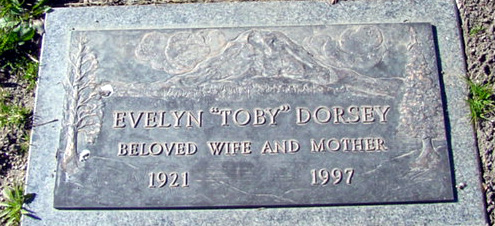 EVELYN "TOBY" DORSEY
BELOVED WIFE AND MOTHER
1921 1997